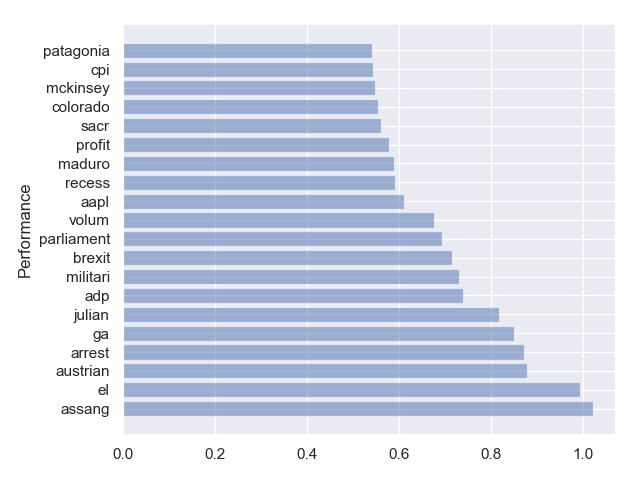 patagonia
cpi
mckinsey
colorado
sacr
profit
maduro
recess
aapl
volum
parliament
brexit
militari
adp
julian
ga
arrest
austrian
el
assang
Performance
0.0 0.2 0.4 0.6 0.8 1.0